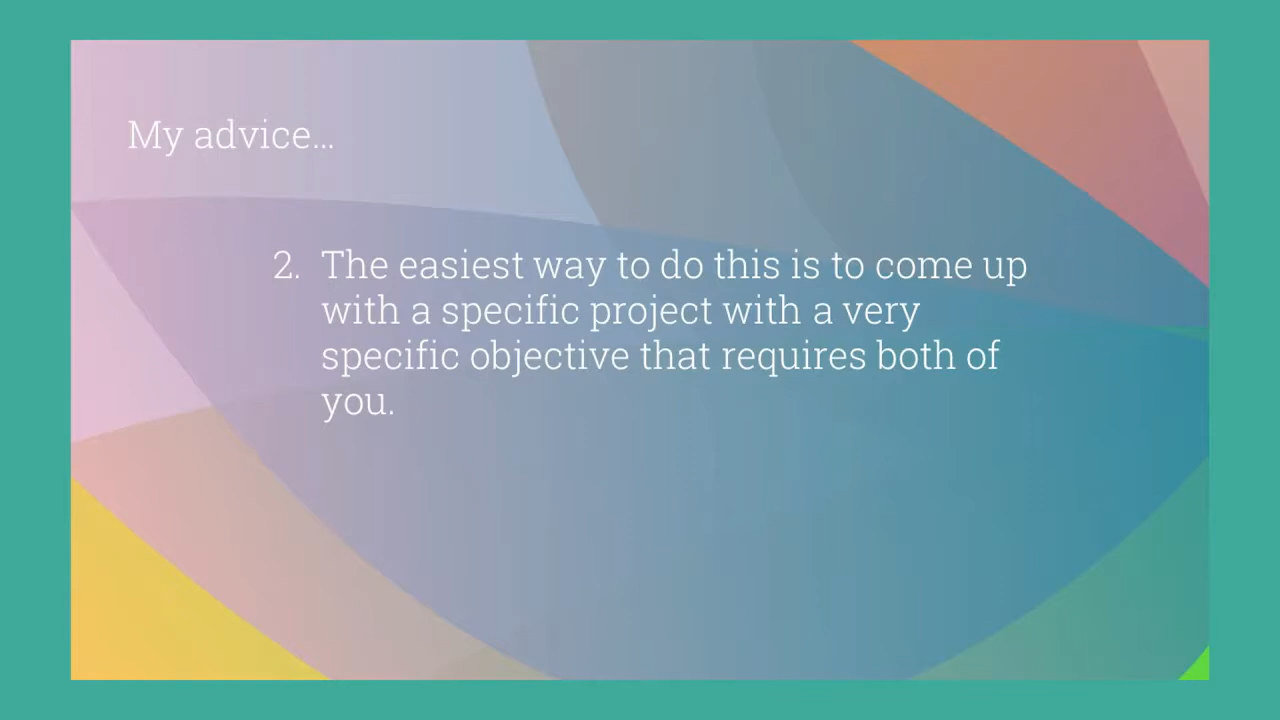 My advice…
2. The easiest way to do this is to come up
with a specific project with a very
specific objective that requires both of
you.